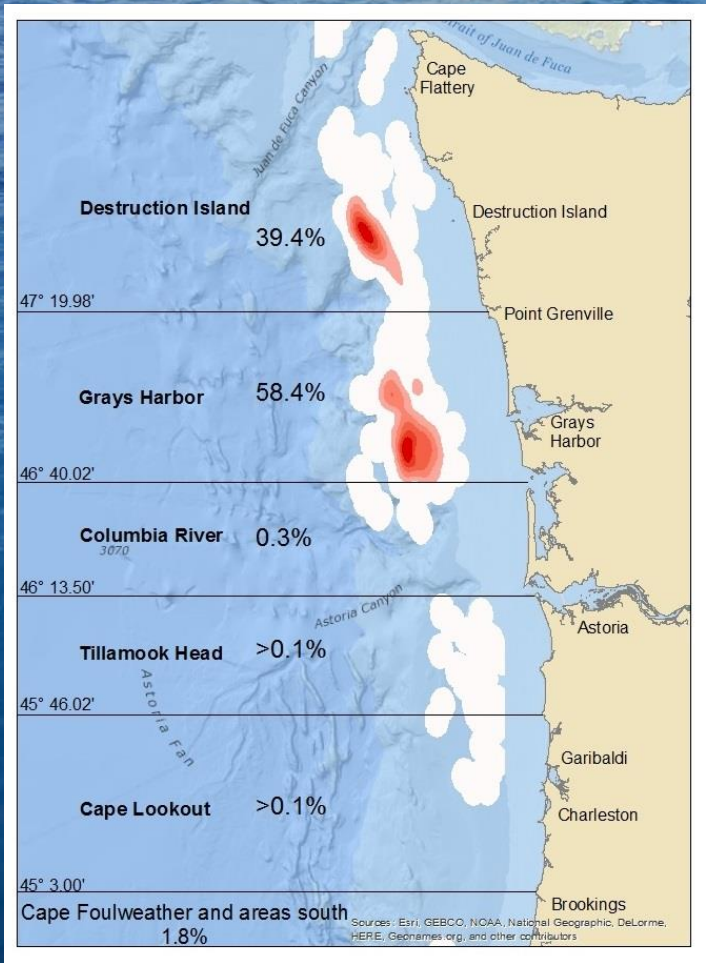 Strait of Juan de Fuca
Cape
Flattery
Juan de Fuca Canyon
Destruction Island
39.4%
Destruction Island
47° 19.98'
Point Grenville
Grays Harbor
58.4%
Grays
Harbor
46° 40.02'
Columbia River
0.3%
3070
46° 13.50'
Astoria Canyon
Astoria
Tillamook Head
>0.1%
Astoria Fan
45° 46.02'
Garibaldi
Cape Lookout
>0.1%
Charleston
45° 3.00'
Brookings
Cape Foulweather and areas south
1.8%
Sources: Esri, GEBCO, NOAA, National Geographic, DeLorme,
HERE, Geonames.org, and other contributors